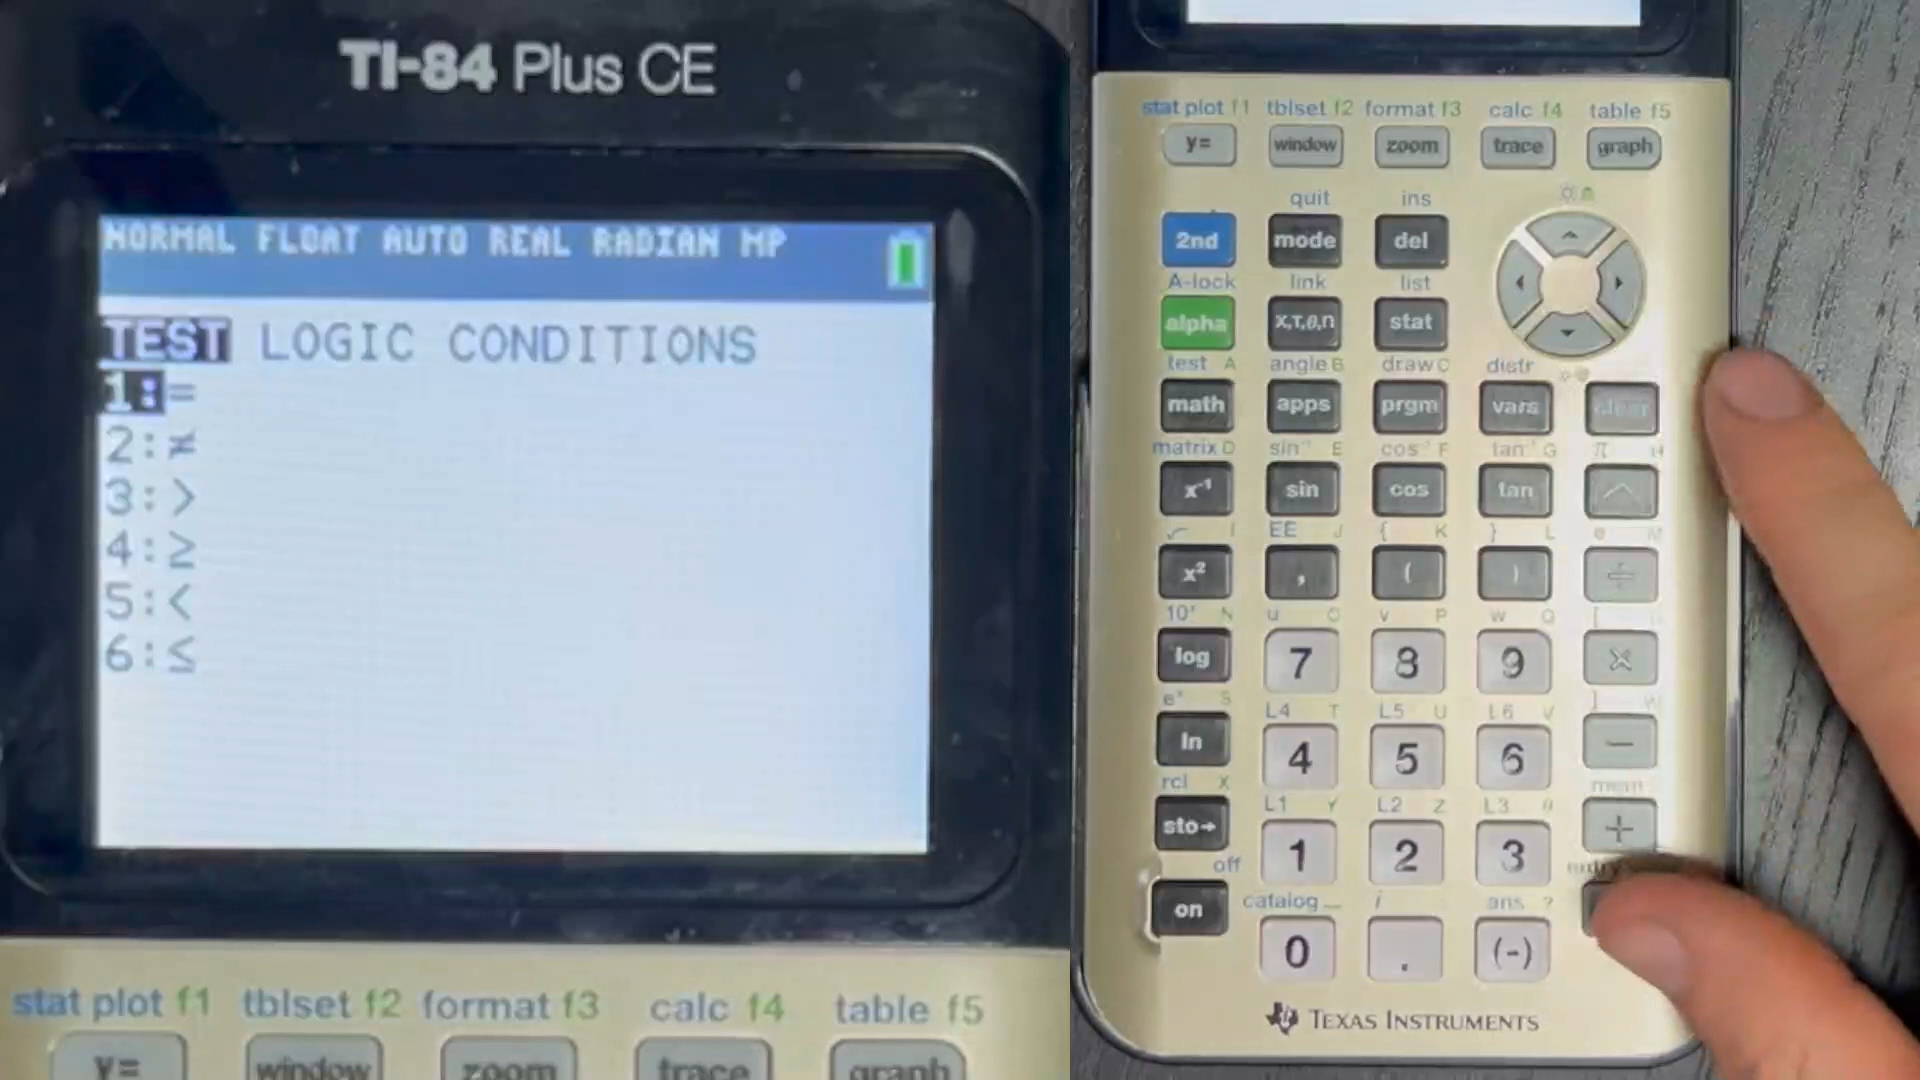 TI-84 Plus CE
NORMAL FLOAT AUTO REAL RADIAN MP
TEST LOGIC CONDITIONS
1:=
2:≠
3:>
4:≥
5:<
6:≤
stat plot f1 tblset f2 format f3 calc f4 table f5
y= window zoom trace graph
stat plot f1 tblset f2 format f3 calc f4 table f5
y= window zoom trace graph
quit ins
2nd mode del
A-lock link list
alpha X,T,θ,n stat
test A angle B draw C distr
math apps prgm vars clear
matrix D sin⁻¹ E cos⁻¹ F tan⁻¹ G π H
x⁻¹ sin cos tan ^
√ I EE J { K } L e M
x² , ( ) ÷
10ˣ N u O v P w Q [
log 7 8 9 ×
eˣ S L4 T L5 U L6 V ] W
ln 4 5 6 −
rcl X L1 Y L2 Z L3 θ mem
sto→ 1 2 3 +
off catalog i ans ? entry
on 0 . (-)
TEXAS INSTRUMENTS